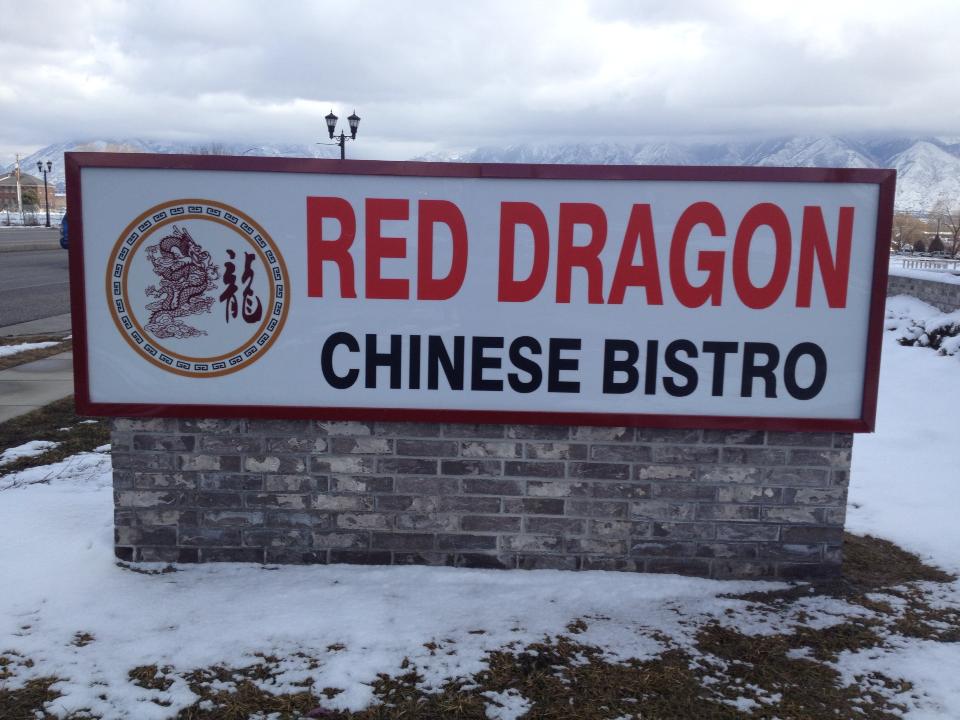 龍
RED DRAGON
CHINESE BISTRO